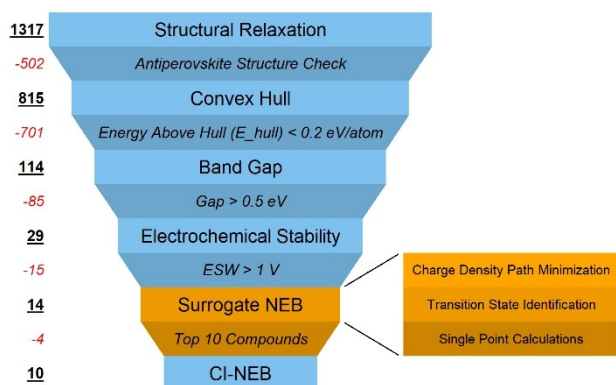 1317 Structural Relaxation
-502 Antiperovskite Structure Check
815 Convex Hull
-701 Energy Above Hull (E_hull) < 0.2 eV/atom
114 Band Gap
-85 Gap > 0.5 eV
29 Electrochemical Stability
-15 ESW > 1 V
14 Surrogate NEB
-4 Top 10 Compounds
10 CI-NEB
Charge Density Path Minimization
Transition State Identification
Single Point Calculations